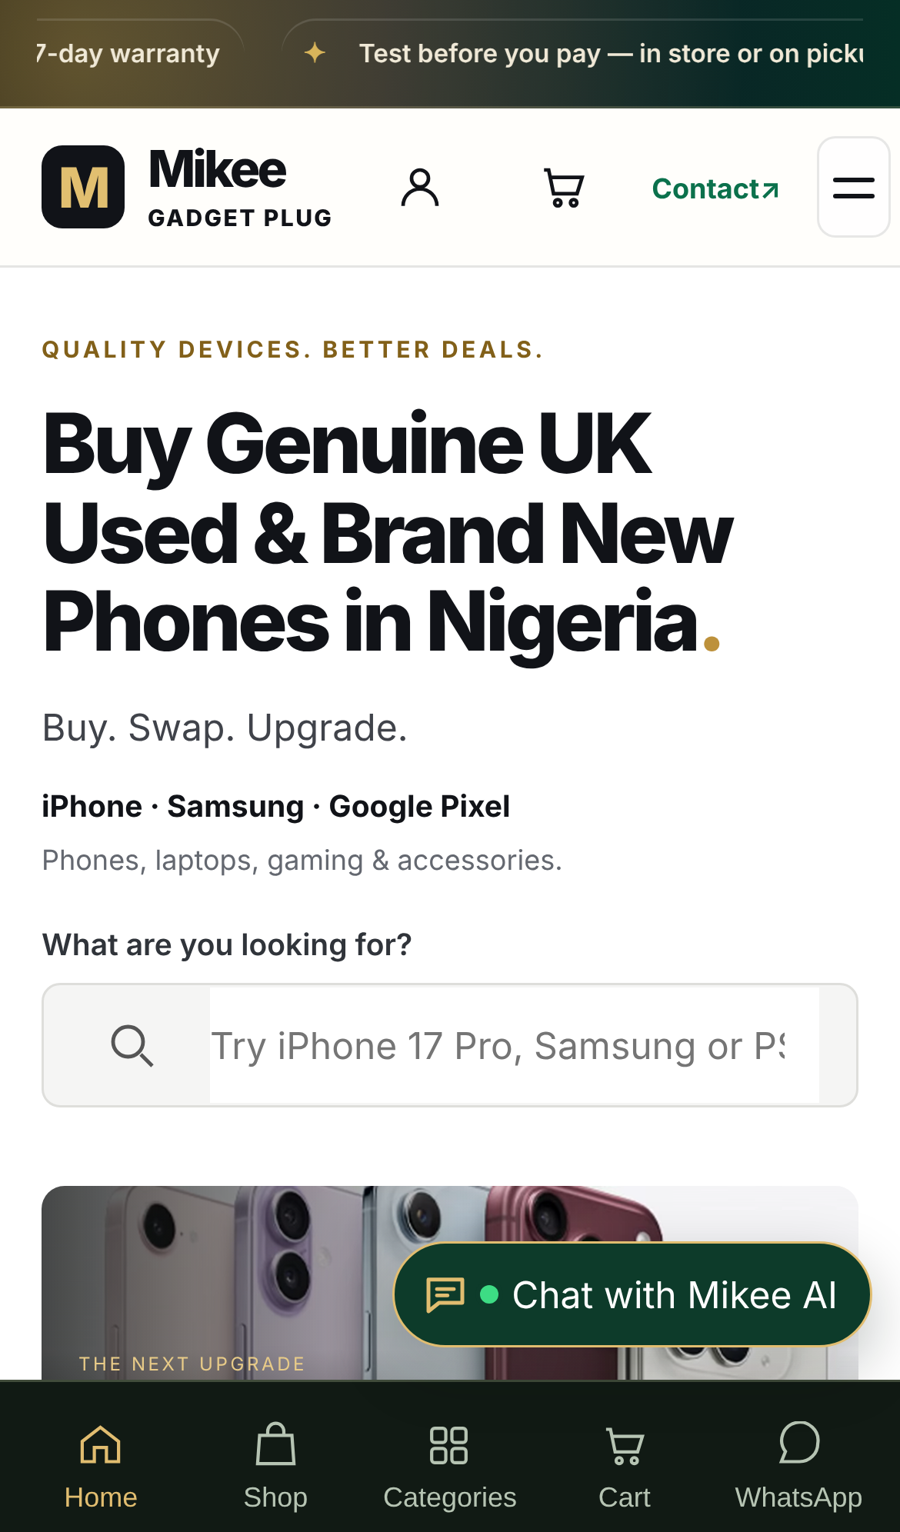 7-day warranty ✦ Test before you pay — in store or on
M Mikee
GADGET PLUG
Contact↗
QUALITY DEVICES. BETTER DEALS.
Buy Genuine UK
Used & Brand New
Phones in Nigeria.
Buy. Swap. Upgrade.
iPhone · Samsung · Google Pixel
Phones, laptops, gaming & accessories.
What are you looking for?
Try iPhone 17 Pro, Samsung or
Chat with Mikee AI
THE NEXT UPGRADE
Home Shop Categories Cart WhatsApp